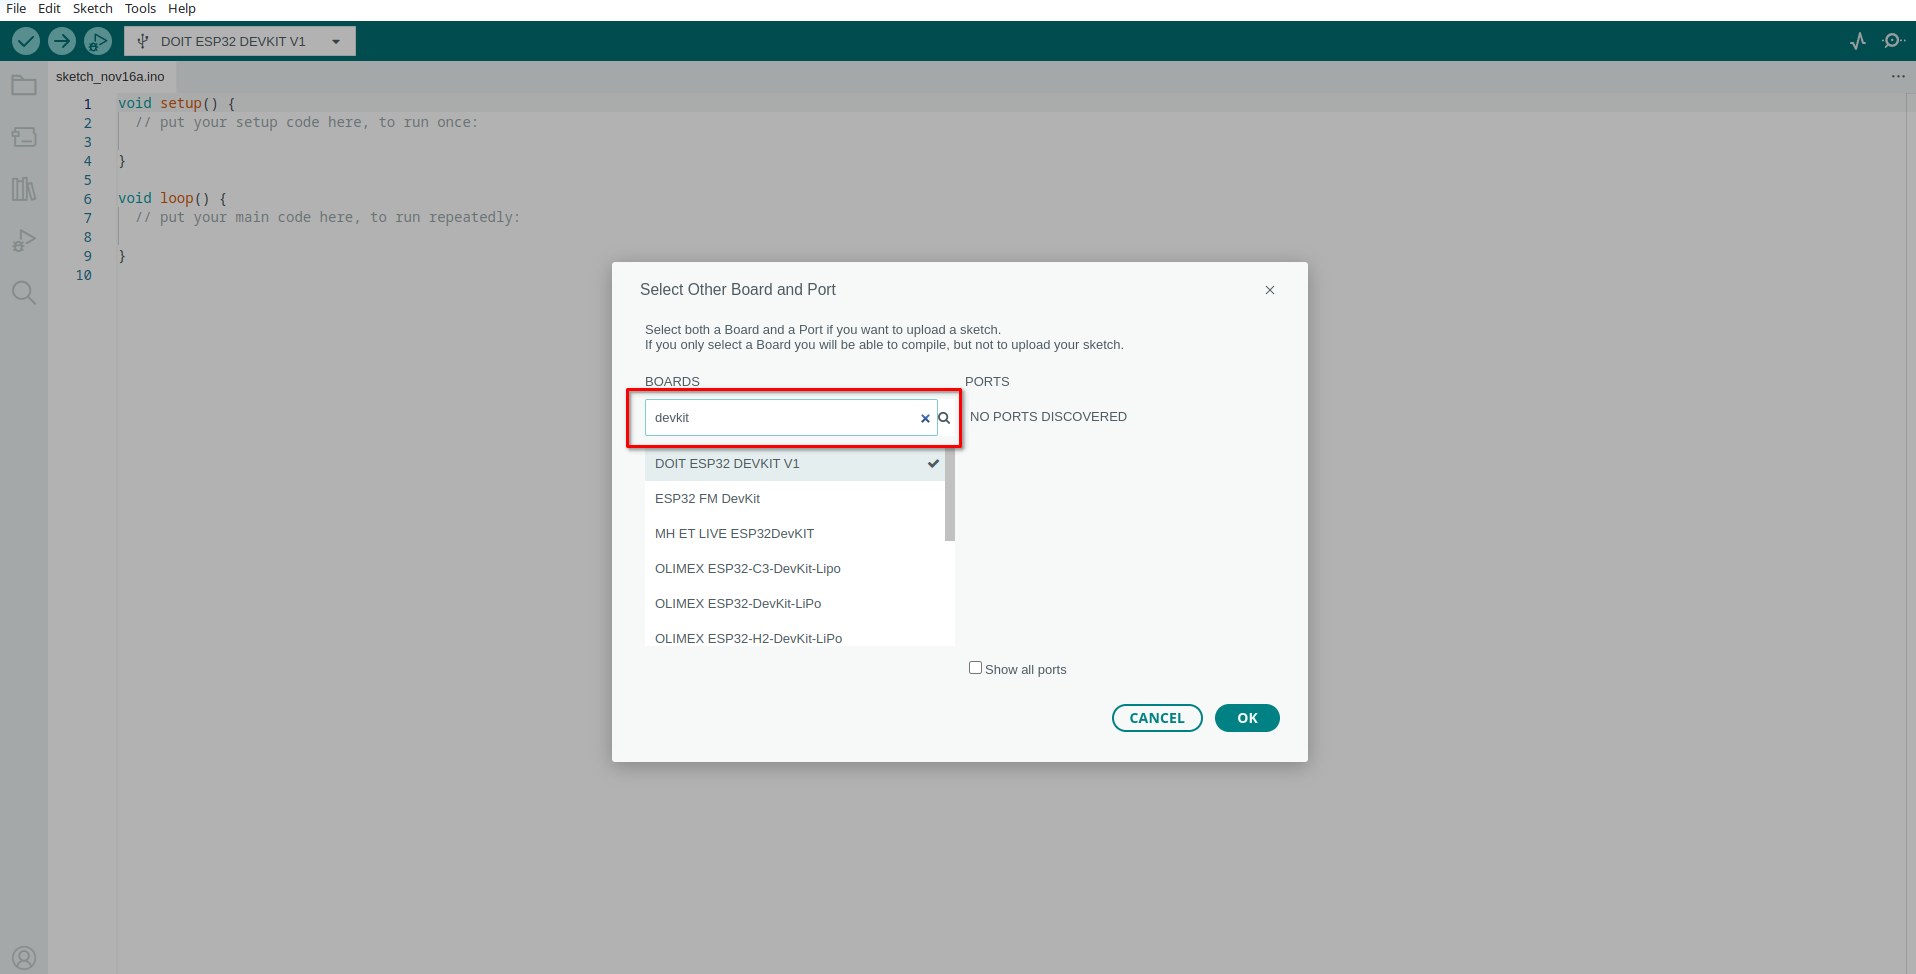 File Edit Sketch Tools Help
DOIT ESP32 DEVKIT V1
sketch_nov16a.ino
1 void setup() {
2 // put your setup code here, to run once:
3
4 }
5
6 void loop() {
7 // put your main code here, to run repeatedly:
8
9 }
10
Select Other Board and Port
Select both a Board and a Port if you want to upload a sketch.
If you only select a Board you will be able to compile, but not to upload your sketch.
BOARDS
devkit
DOIT ESP32 DEVKIT V1
ESP32 FM DevKit
MH ET LIVE ESP32DevKIT
OLIMEX ESP32-C3-DevKit-Lipo
OLIMEX ESP32-DevKit-LiPo
OLIMEX ESP32-H2-DevKit-LiPo
PORTS
NO PORTS DISCOVERED
Show all ports
CANCEL OK